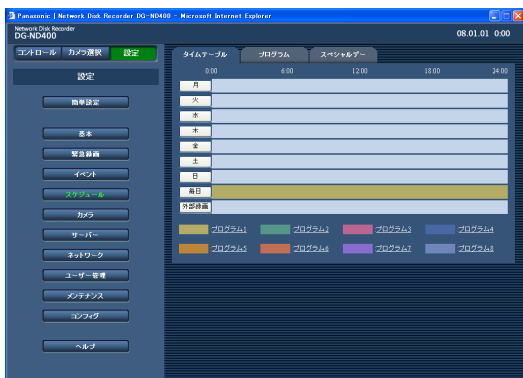 Panasonic | Network Disk Recorder DG-ND400 - Microsoft Internet Explorer
Network Disk Recorder
DG-ND400
08.01.01 0:00
コントロール カメラ選択 設定
タイムテーブル プログラム スペシャルデー
設定
0:00 6:00 12:00 18:00 24:00
月
火
水
木
金
土
日
毎日
外部録画
簡単設定
基本
緊急録画
イベント
スケジュール
カメラ
サーバー
ネットワーク
ユーザー管理
メンテナンス
コンフィグ
ヘルプ
プログラム1 プログラム2 プログラム3 プログラム4
プログラム5 プログラム6 プログラム7 プログラム8